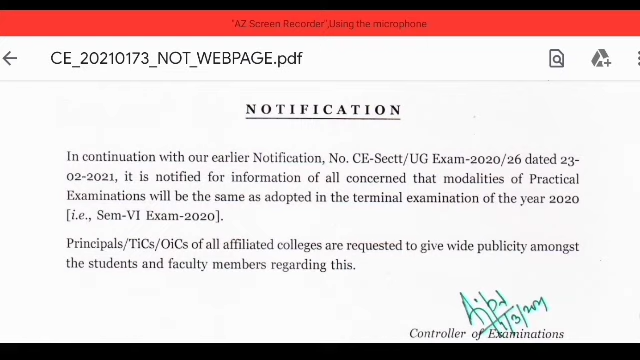 "AZ Screen Recorder",Using the microphone
CE_20210173_NOT_WEBPAGE.pdf
NOTIFICATION
In continuation with our earlier Notification, No. CE-Sectt/UG Exam-2020/26 dated 23-
02-2021, it is notified for information of all concerned that modalities of Practical
Examinations will be the same as adopted in the terminal examination of the year 2020
[i.e., Sem-VI Exam-2020].
Principals/TiCs/OiCs of all affiliated colleges are requested to give wide publicity amongst
the students and faculty members regarding this.
Controller of Examinations